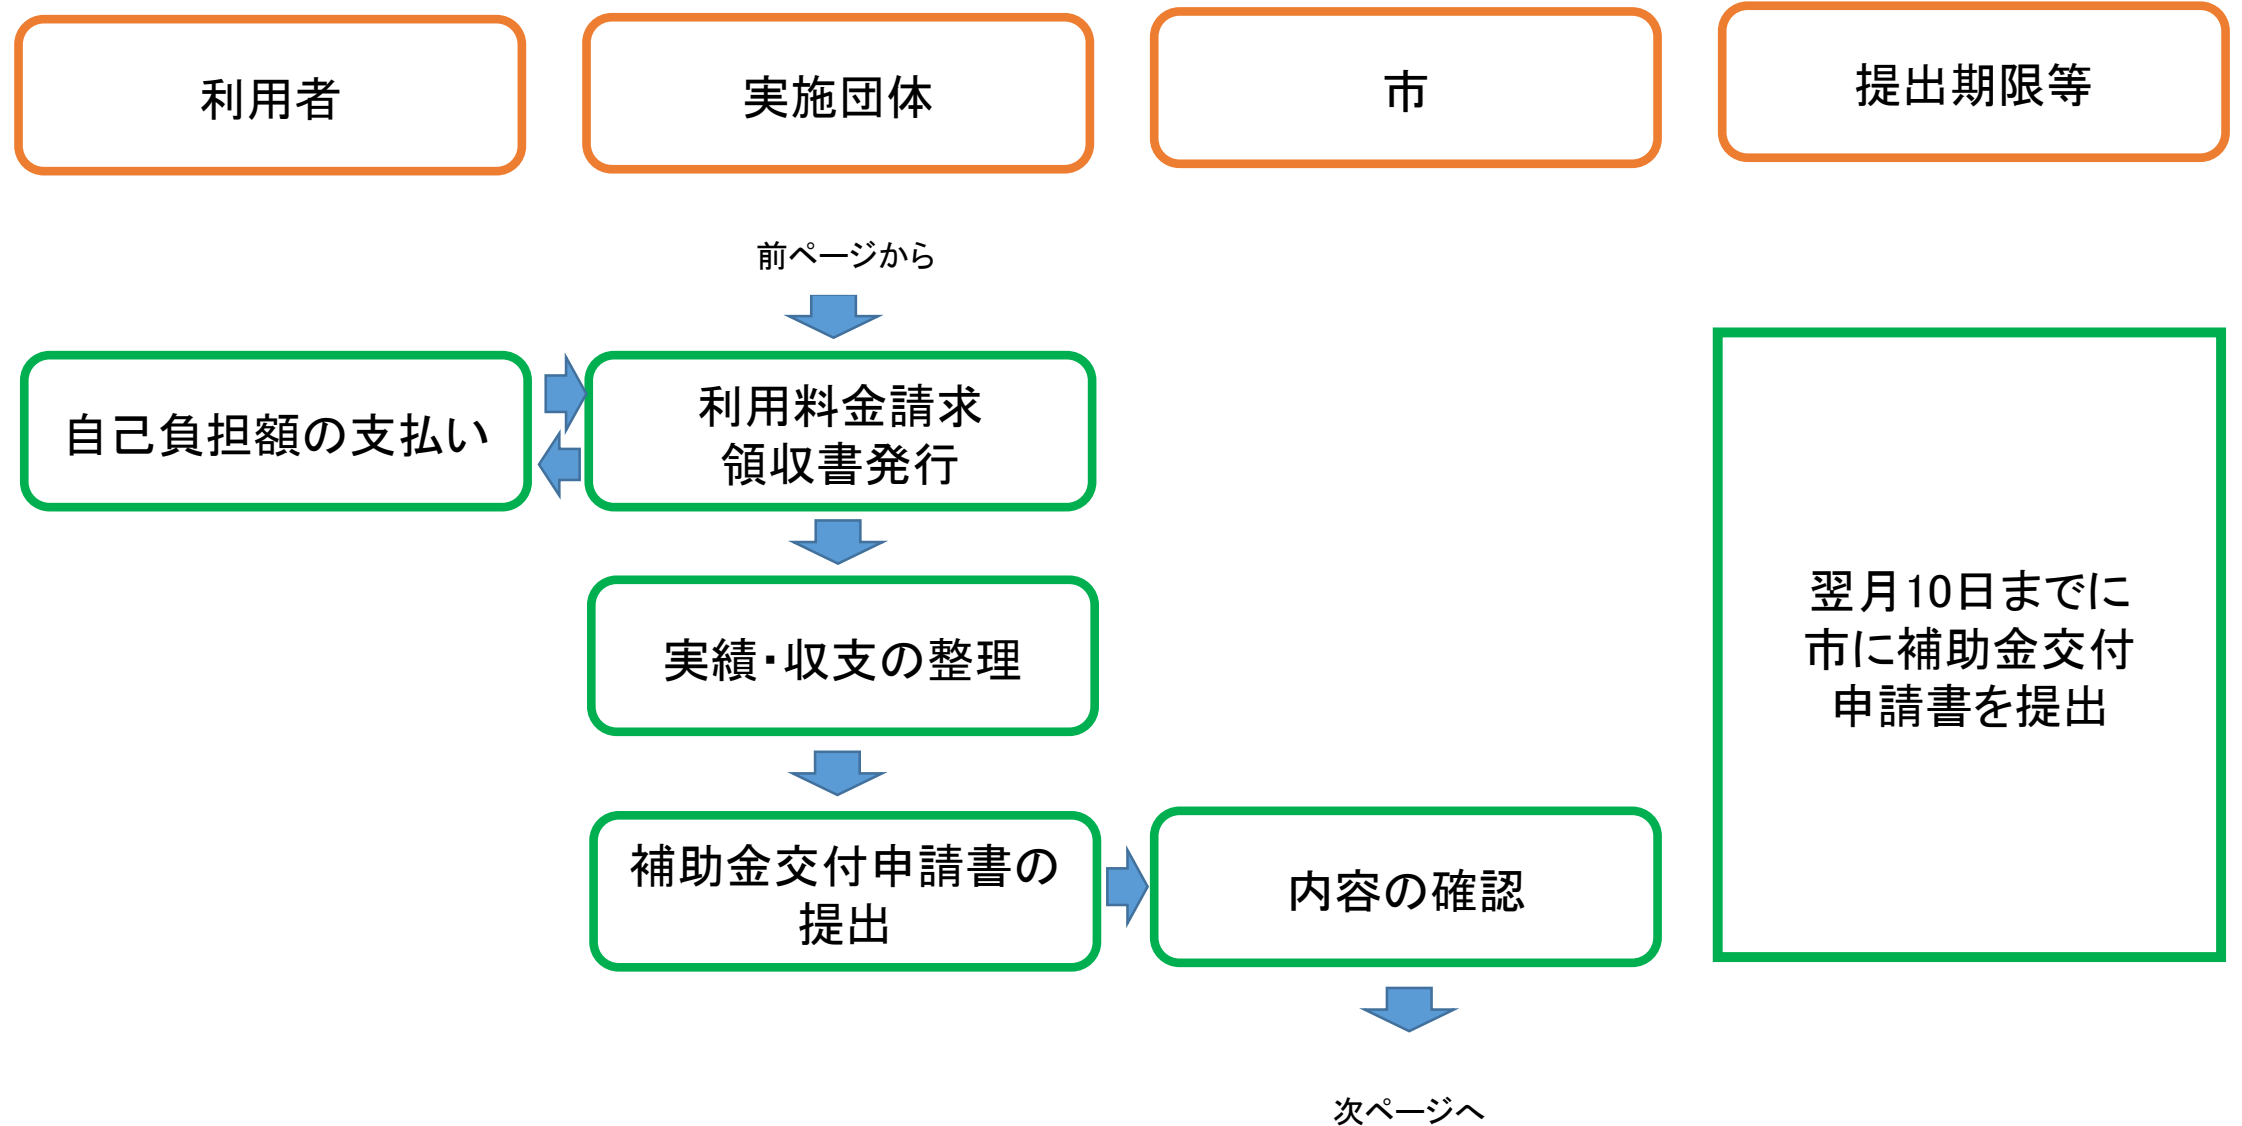 利用者
実施団体
市
提出期限等
前ページから
自己負担額の支払い
利用料金請求
領収書発行
実績・収支の整理
補助金交付申請書の
提出
内容の確認
翌月10日までに
市に補助金交付
申請書を提出
次ページへ